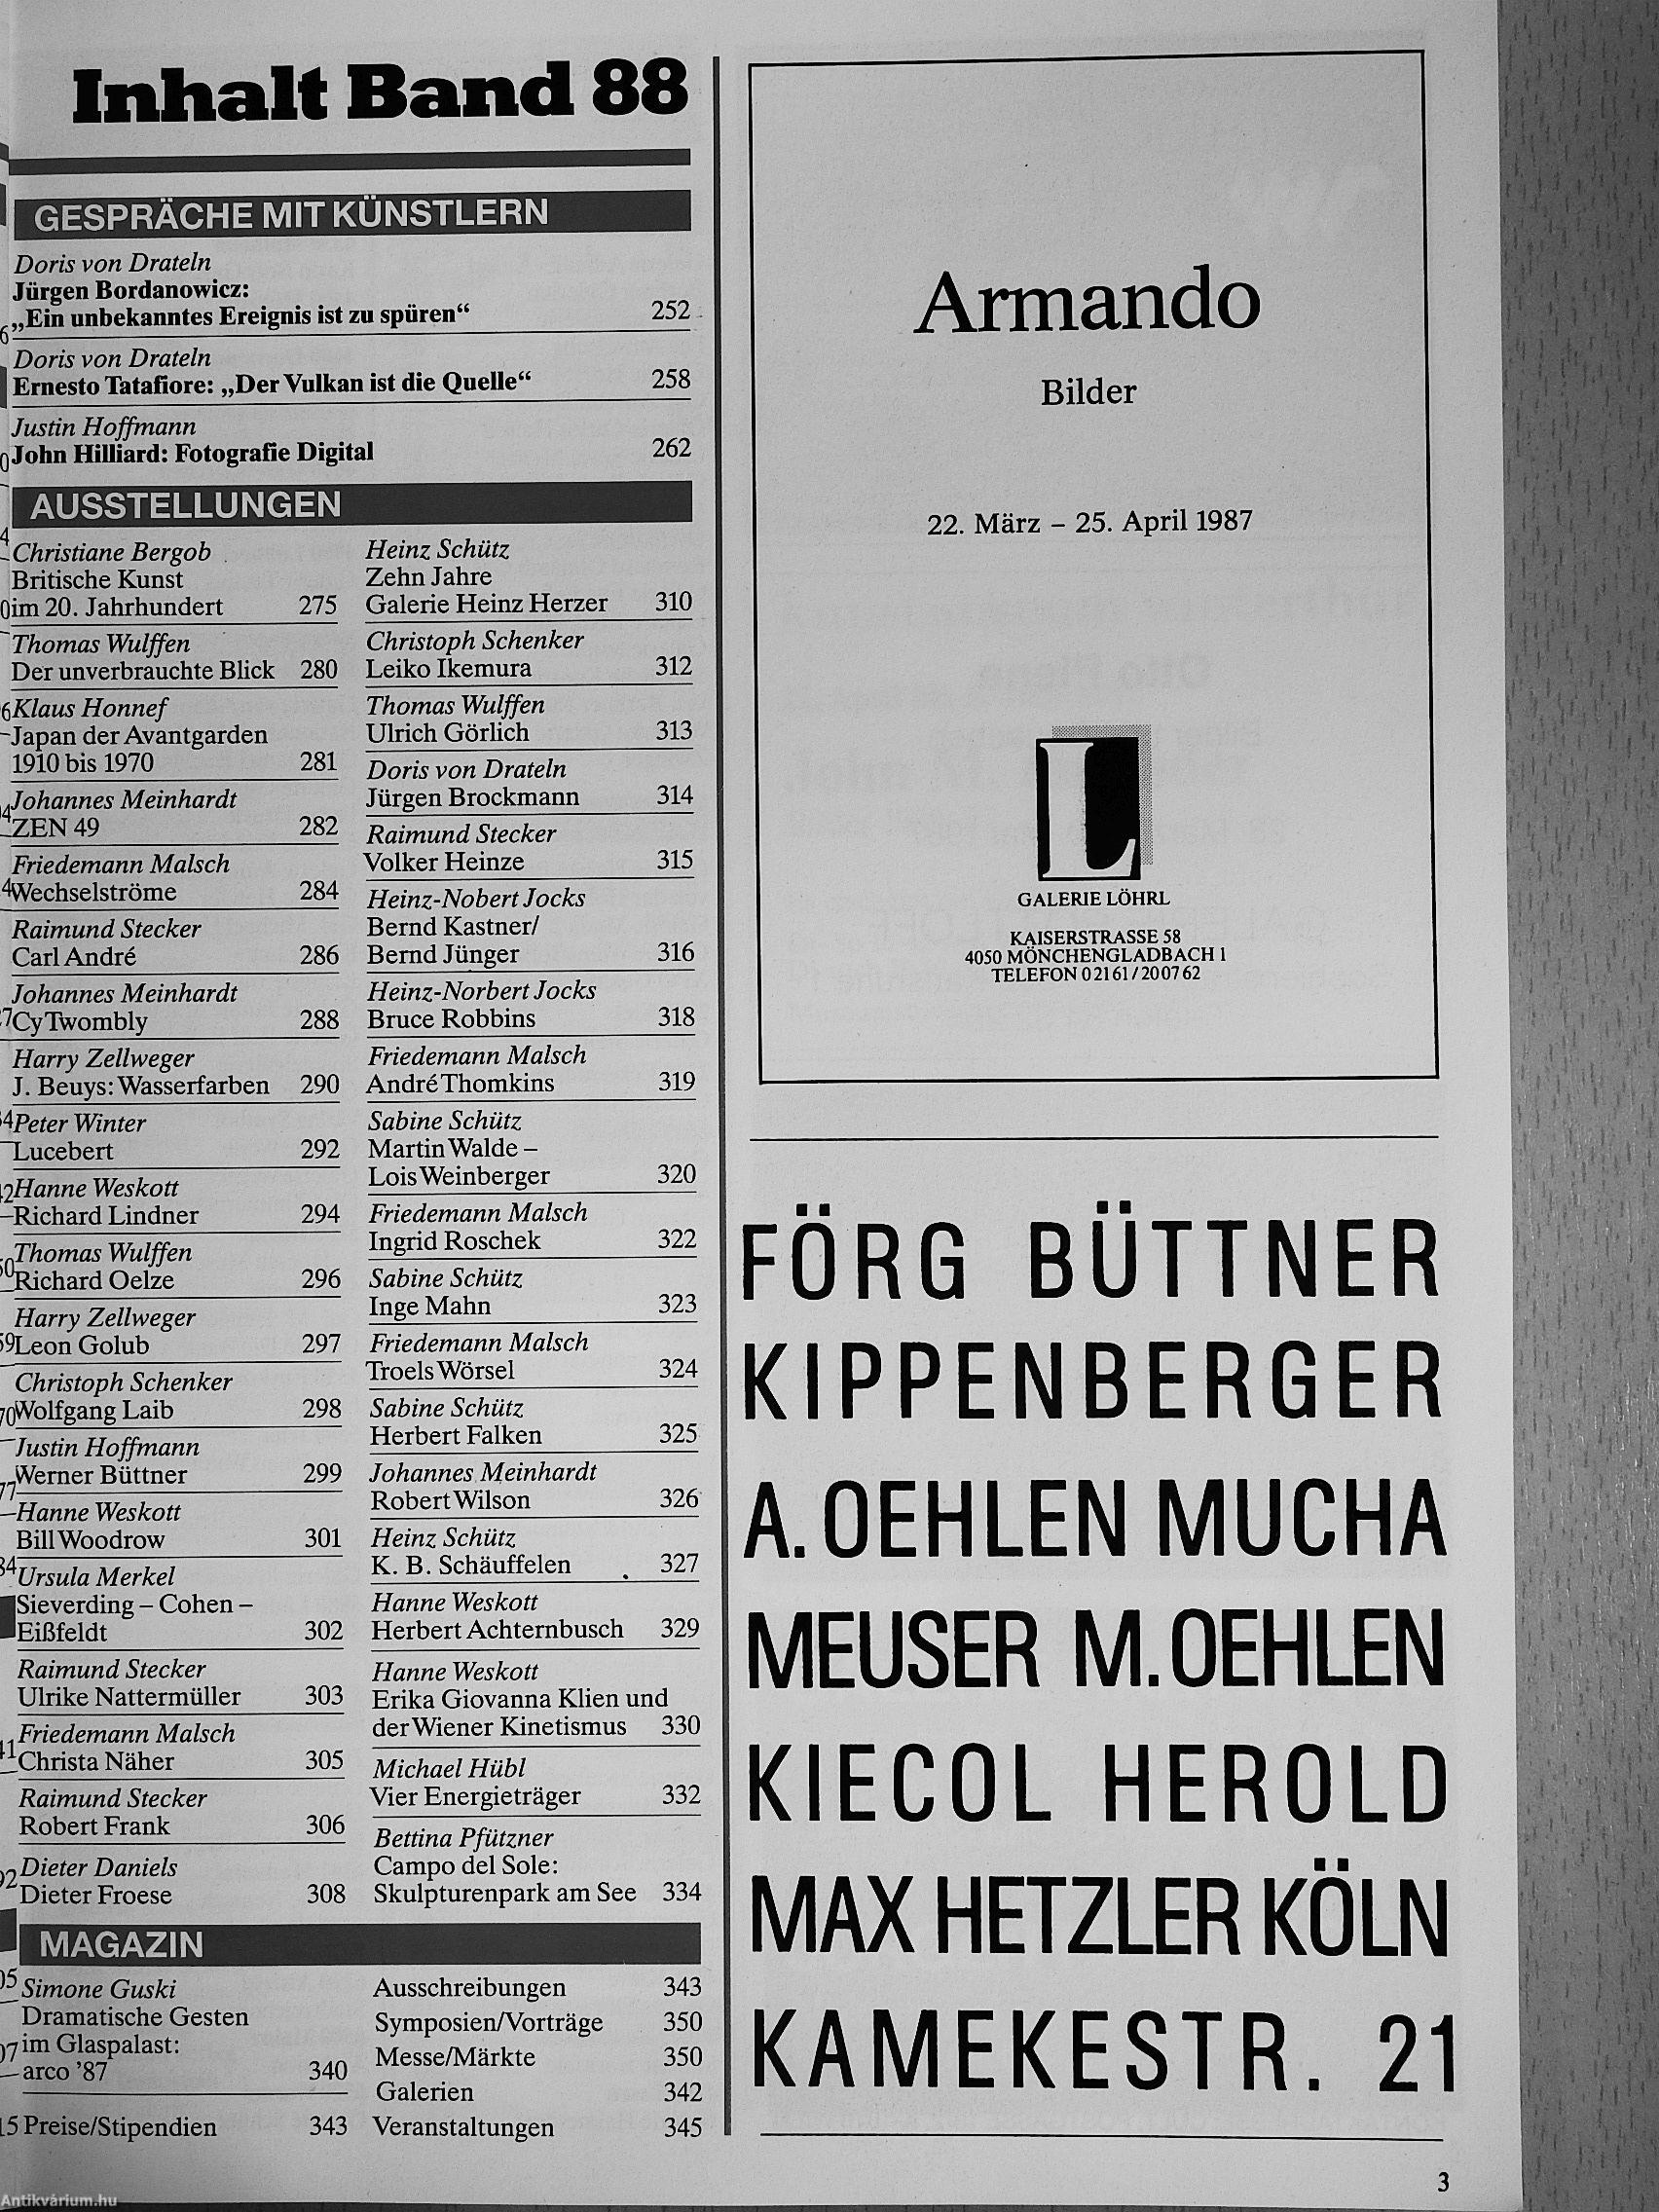 Inhalt Band 88
GESPRÄCHE MIT KÜNSTLERN
Doris von Drateln
Jürgen Bordanowicz:
„Ein unbekanntes Ereignis ist zu spüren“ 252
Doris von Drateln
Ernesto Tatafiore: „Der Vulkan ist die Quelle“ 258
Justin Hoffmann
John Hilliard: Fotografie Digital 262
AUSSTELLUNGEN
Christiane Bergob
Britische Kunst
im 20. Jahrhundert 275
Thomas Wulffen
Der unverbrauchte Blick 280
Klaus Honnef
Japan der Avantgarden
1910 bis 1970 281
Johannes Meinhardt
ZEN 49 282
Friedemann Malsch
Wechselströme 284
Raimund Stecker
Carl André 286
Johannes Meinhardt
Cy Twombly 288
Harry Zellweger
J. Beuys: Wasserfarben 290
Peter Winter
Lucebert 292
Hanne Weskott
Richard Lindner 294
Thomas Wulffen
Richard Oelze 296
Harry Zellweger
Leon Golub 297
Christoph Schenker
Wolfgang Laib 298
Justin Hoffmann
Werner Büttner 299
Hanne Weskott
Bill Woodrow 301
Ursula Merkel
Sieverding – Cohen –
Eißfeldt 302
Raimund Stecker
Ulrike Nattermüller 303
Friedemann Malsch
Christa Näher 305
Raimund Stecker
Robert Frank 306
Dieter Daniels
Dieter Froese 308
Heinz Schütz
Zehn Jahre
Galerie Heinz Herzer 310
Christoph Schenker
Leiko Ikemura 312
Thomas Wulffen
Ulrich Görlich 313
Doris von Drateln
Jürgen Brockmann 314
Raimund Stecker
Volker Heinze 315
Heinz-Nobert Jocks
Bernd Kastner/
Bernd Jünger 316
Heinz-Norbert Jocks
Bruce Robbins 318
Friedemann Malsch
André Thomkins 319
Sabine Schütz
Martin Walde –
Lois Weinberger 320
Friedemann Malsch
Ingrid Roschek 322
Sabine Schütz
Inge Mahn 323
Friedemann Malsch
Troels Wörsel 324
Sabine Schütz
Herbert Falken 325
Johannes Meinhardt
Robert Wilson 326
Heinz Schütz
K. B. Schäuffelen 327
Hanne Weskott
Herbert Achternbusch 329
Hanne Weskott
Erika Giovanna Klien und
der Wiener Kinetismus 330
Michael Hübl
Vier Energieträger 332
Bettina Pfützner
Campo del Sole:
Skulpturenpark am See 334
MAGAZIN
Simone Guski
Dramatische Gesten
im Glaspalast:
arco ’87 340
Preise/Stipendien 343
Ausschreibungen 343
Symposien/Vorträge 350
Messe/Märkte 350
Galerien 342
Veranstaltungen 345
Armando
Bilder
22. März – 25. April 1987
L
GALERIE LÖHRL
KAISERSTRASSE 58
4050 MÖNCHENGLADBACH 1
TELEFON 0 21 61 / 20 07 62
FÖRG BÜTTNER
KIPPENBERGER
A. OEHLEN MUCHA
MEUSER M. OEHLEN
KIECOL HEROLD
MAX HETZLER KÖLN
KAMEKESTR. 21
3
Antikvárium.hu